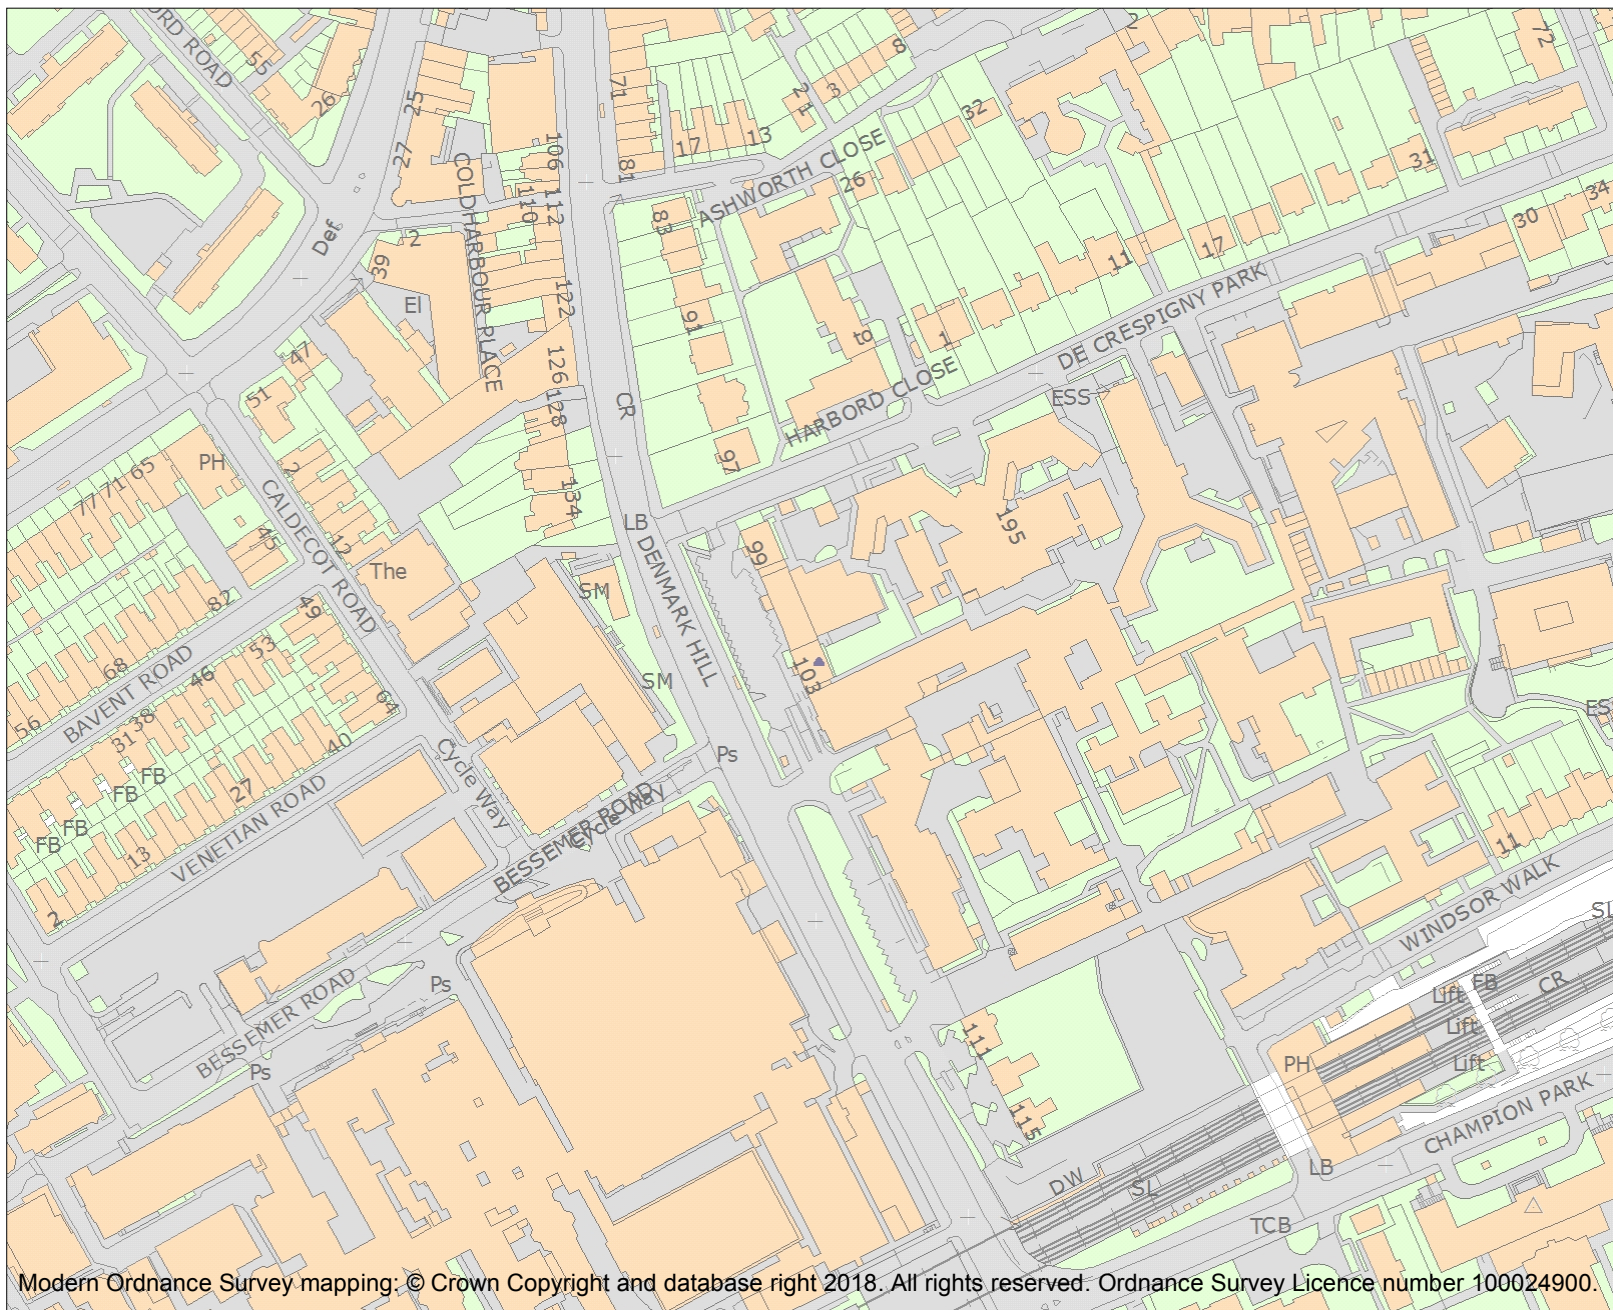 ORD ROAD
55
26
25
27
COLDHARBOUR PLACE
106
110
112
71
81
17
13
2 1
3
8
2
72
32
26
ASHWORTH CLOSE
83
31
34
30
17
11
Def
2
39
El
122
91
to
1
DE CRESPIGNY PARK
47
51
126
128
CR
HARBORD CLOSE
ESS
97
PH
65
71
77
2
CALDECOT ROAD
45
12
134
LB
DENMARK HILL
195
99
The
SM
82
49
68
BAVENT ROAD
46
53
64
SM
103
56
38
31
40
FB
FB
FB
FB
27
Cycle Way
Ps
ES
VENETIAN ROAD
13
BESSEMER ROAD
Cycle Way
11
WINDSOR WALK
2
SL
BESSEMER ROAD
Ps
Ps
FB
CR
Lift
Lift
Lift
111
PH
115
CHAMPION PARK
DW
SL
LB
TCB
Modern Ordnance Survey mapping: © Crown Copyright and database right 2018. All rights reserved. Ordnance Survey Licence number 100024900.